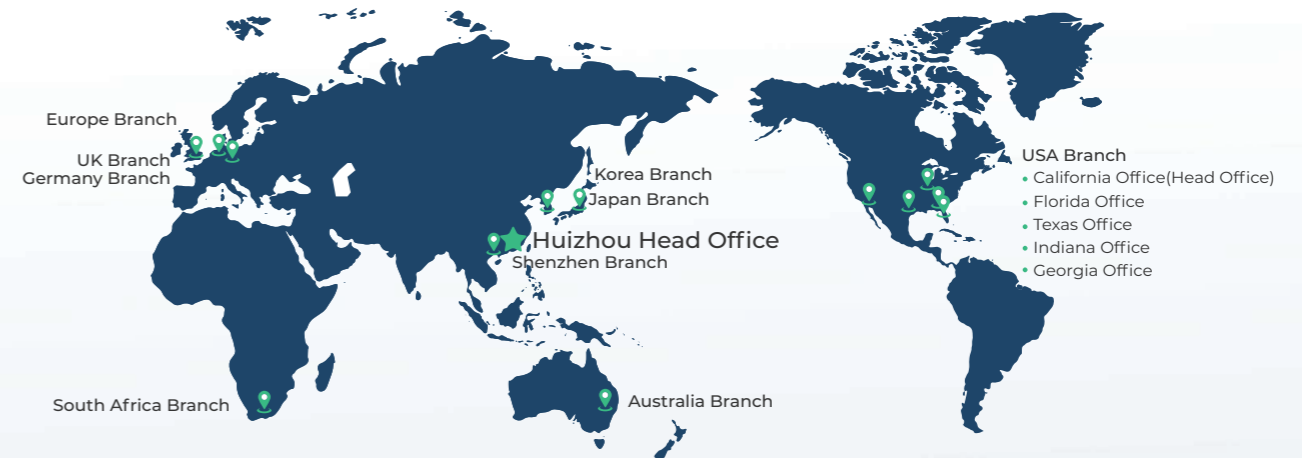 Europe Branch
UK Branch
Germany Branch
Korea Branch
Japan Branch
Huizhou Head Office
Shenzhen Branch
South Africa Branch
Australia Branch
USA Branch
• California Office(Head Office)
• Florida Office
• Texas Office
• Indiana Office
• Georgia Office